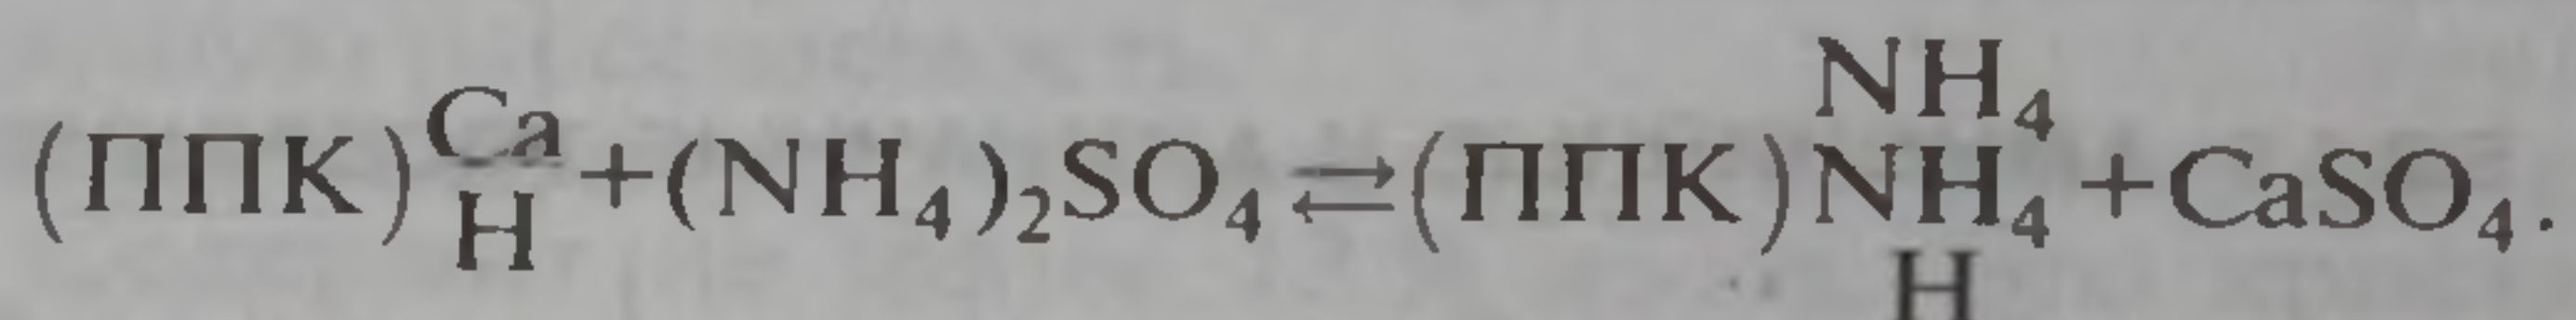 (ППК) Ca H + (NH₄)₂SO₄ ⇄ (ППК) NH₄ NH₄ H + CaSO₄.